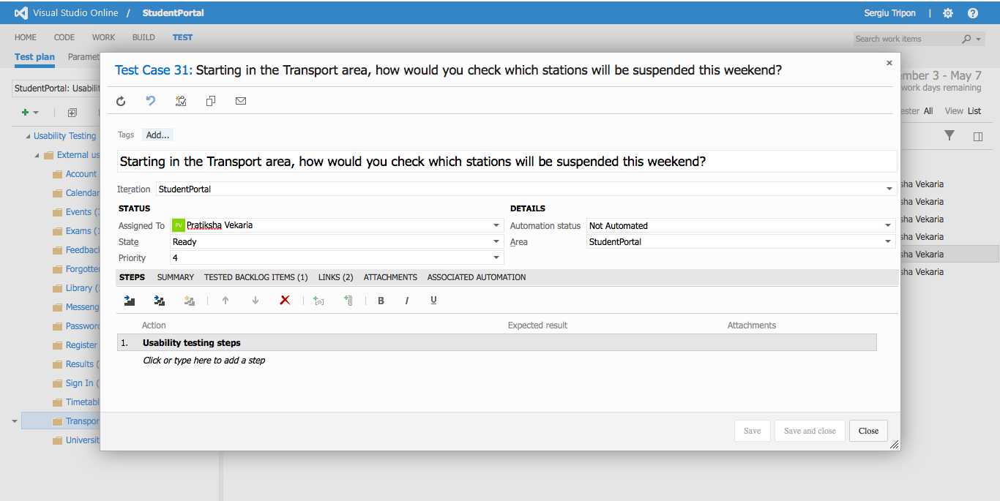 Visual Studio Online / StudentPortal
Sergiu Tripon | ?
HOME CODE WORK BUILD TEST
Search work items
Test plan Paramet
StudentPortal: Usabilit
mber 3 - May 7
work days remaining
ester All View List
Usability Testing
External us
Account
Calendar
Events (
Exams (
Feedbac
Forgotte
Library (
Messeng
Password
Register
Results (
Sign In (
Timetabl
Transpor
Universit
Test Case 31: Starting in the Transport area, how would you check which stations will be suspended this weekend?
Tags Add...
Starting in the Transport area, how would you check which stations will be suspended this weekend?
Iteration StudentPortal
STATUS
Assigned To PV Pratiksha Vekaria
State Ready
Priority 4
DETAILS
Automation status Not Automated
Area StudentPortal
STEPS SUMMARY TESTED BACKLOG ITEMS (1) LINKS (2) ATTACHMENTS ASSOCIATED AUTOMATION
B I U
Action Expected result Attachments
1. Usability testing steps
Click or type here to add a step
Save Save and close Close
sha Vekaria
sha Vekaria
sha Vekaria
sha Vekaria
sha Vekaria
sha Vekaria